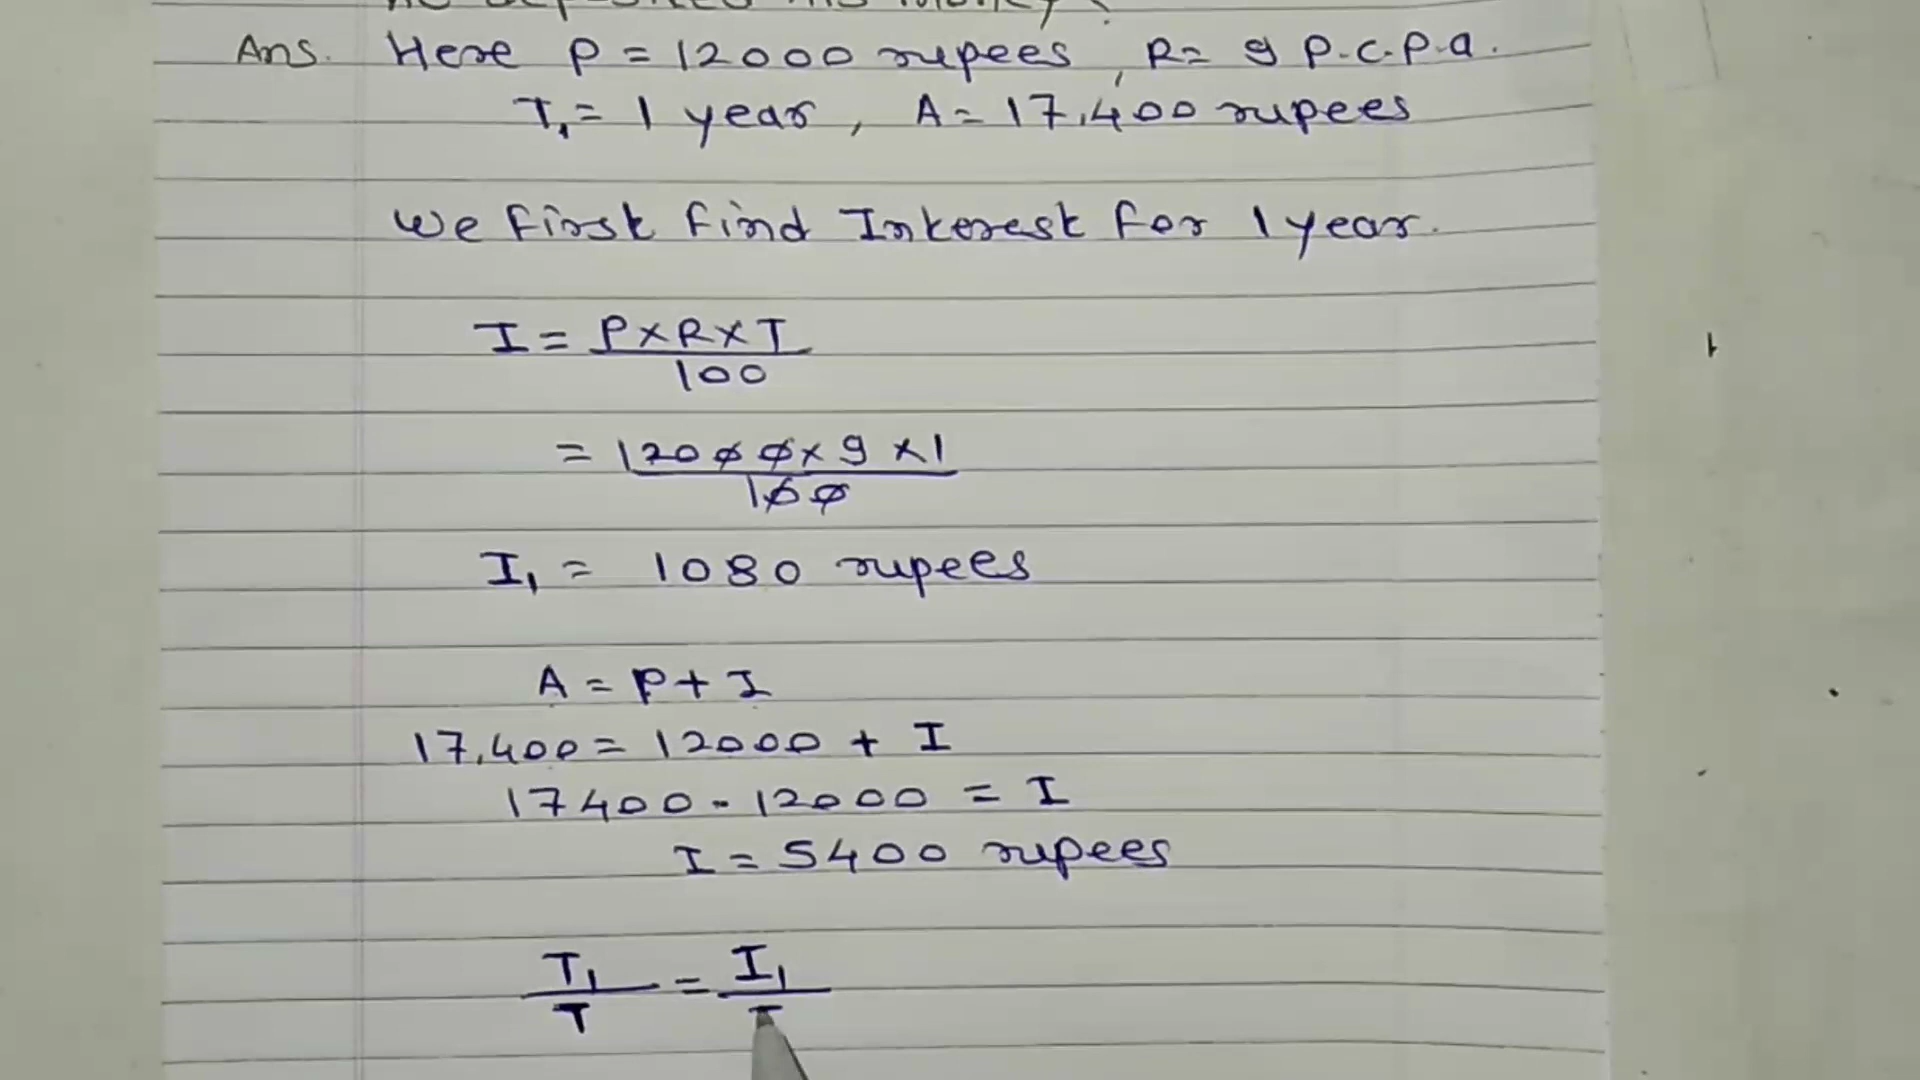 Ans. Here P = 12000 rupees, R = 9 P.C.P.a.
T₁ = 1 year, A = 17,400 rupees
We first find Interest for 1 year.
I = P×R×T
100
= 12000 × 9 × 1
100
I₁ = 1080 rupees
A = P + I
17,400 = 12000 + I
17400 - 12000 = I
I = 5400 rupees
T₁ = I₁
T